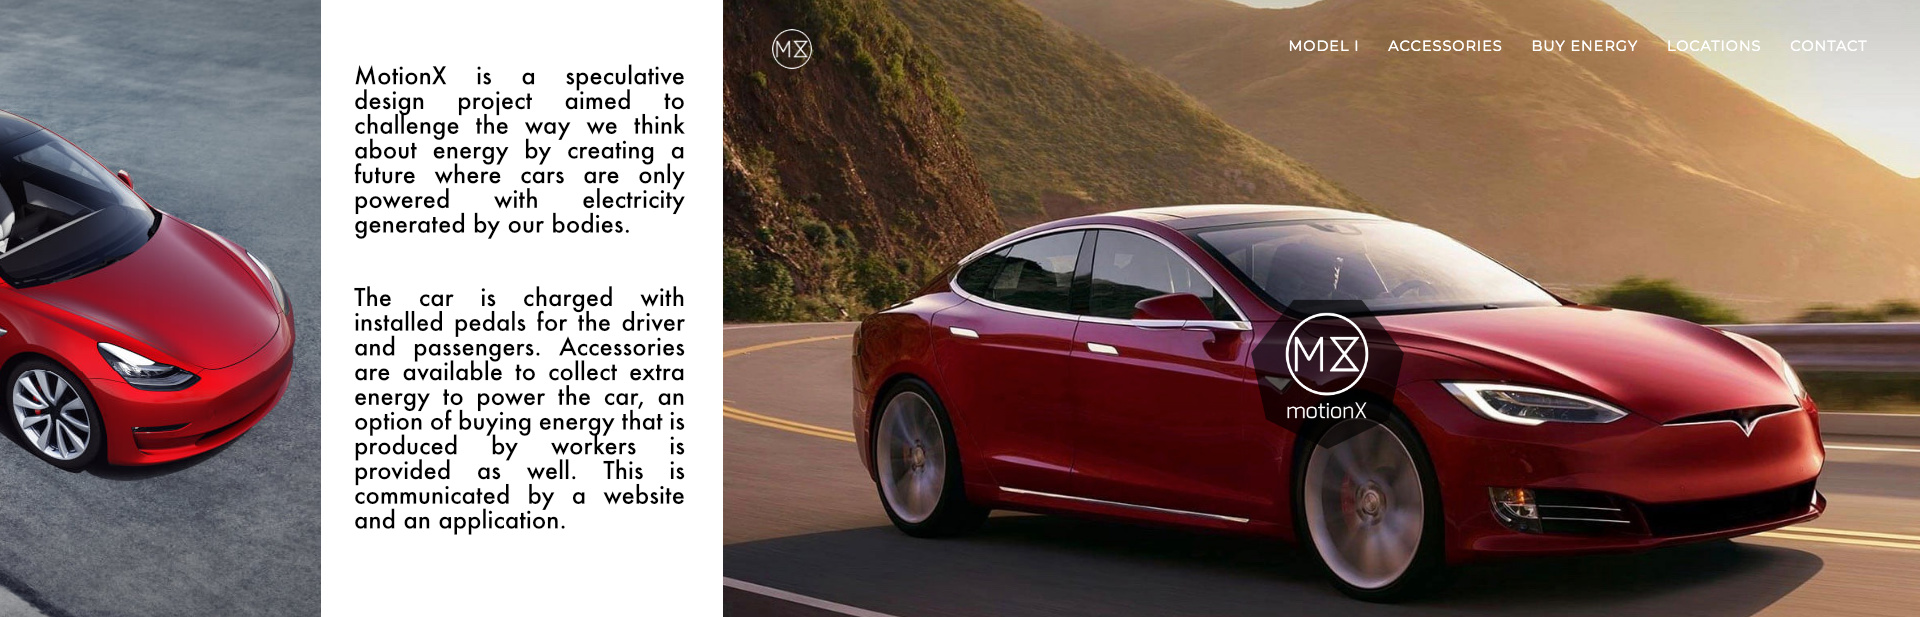 MotionX is a speculative
design project aimed to
challenge the way we think
about energy by creating a
future where cars are only
powered with electricity
generated by our bodies.
The car is charged with
installed pedals for the driver
and passengers. Accessories
are available to collect extra
energy to power the car, an
option of buying energy that is
produced by workers is
provided as well. This is
communicated by a website
and an application.
MX
MODEL I ACCESSORIES BUY ENERGY LOCATIONS CONTACT
MX
motionX